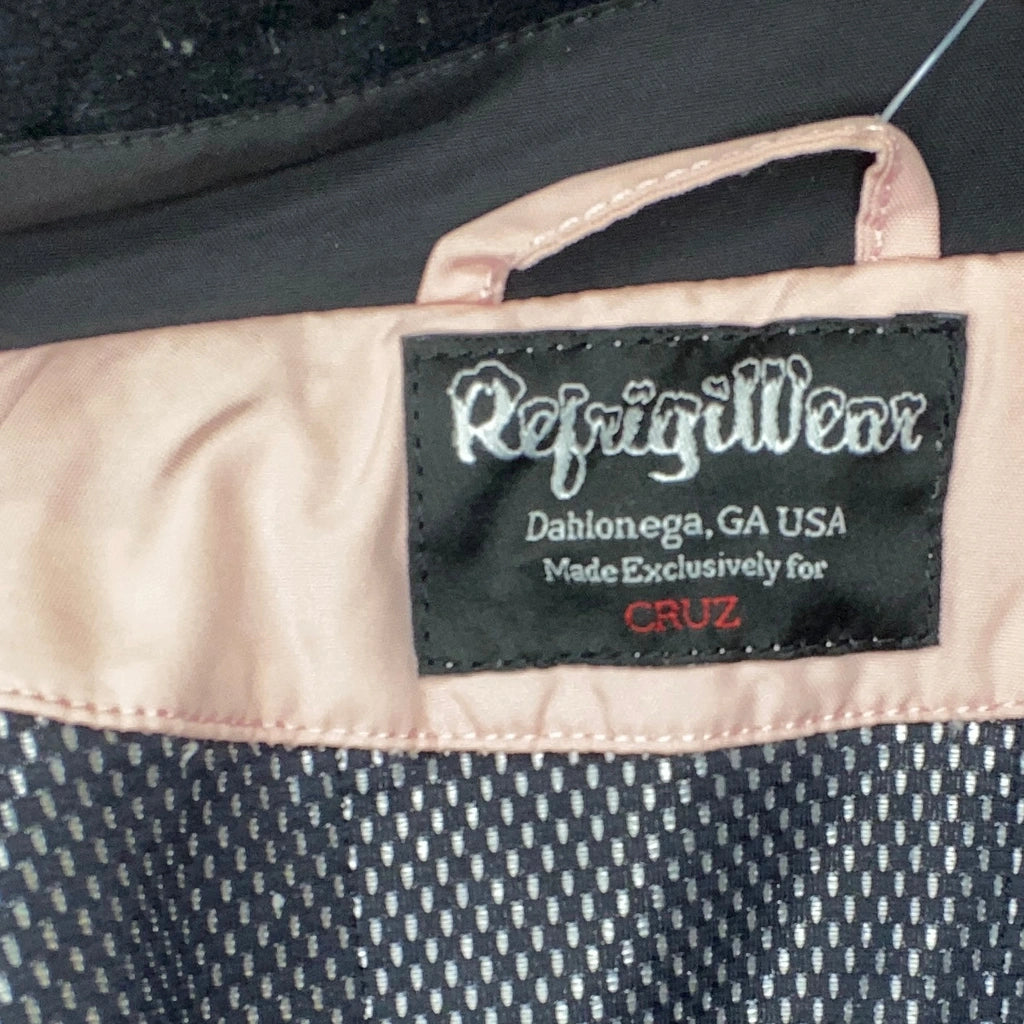 RefrigiWear
Dahlonega, GA USA
Made Exclusively for
CRUZ